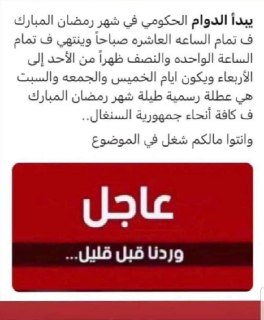 يبدأ الدوام الحكومي في شهر رمضان المبارك
ف تمام الساعه العاشره صباحاً وينتهي ف تمام
الساعة الواحده والنصف ظهراً من الأحد إلى
الأربعاء ويكون ايام الخميس والجمعه والسبت
هي عطلة رسمية طيلة شهر رمضان المبارك
ف كافة أنحاء جمهورية السنغال..
وانتوا مالكم شغل في الموضوع
عاجل
وردنا قبل قليل...